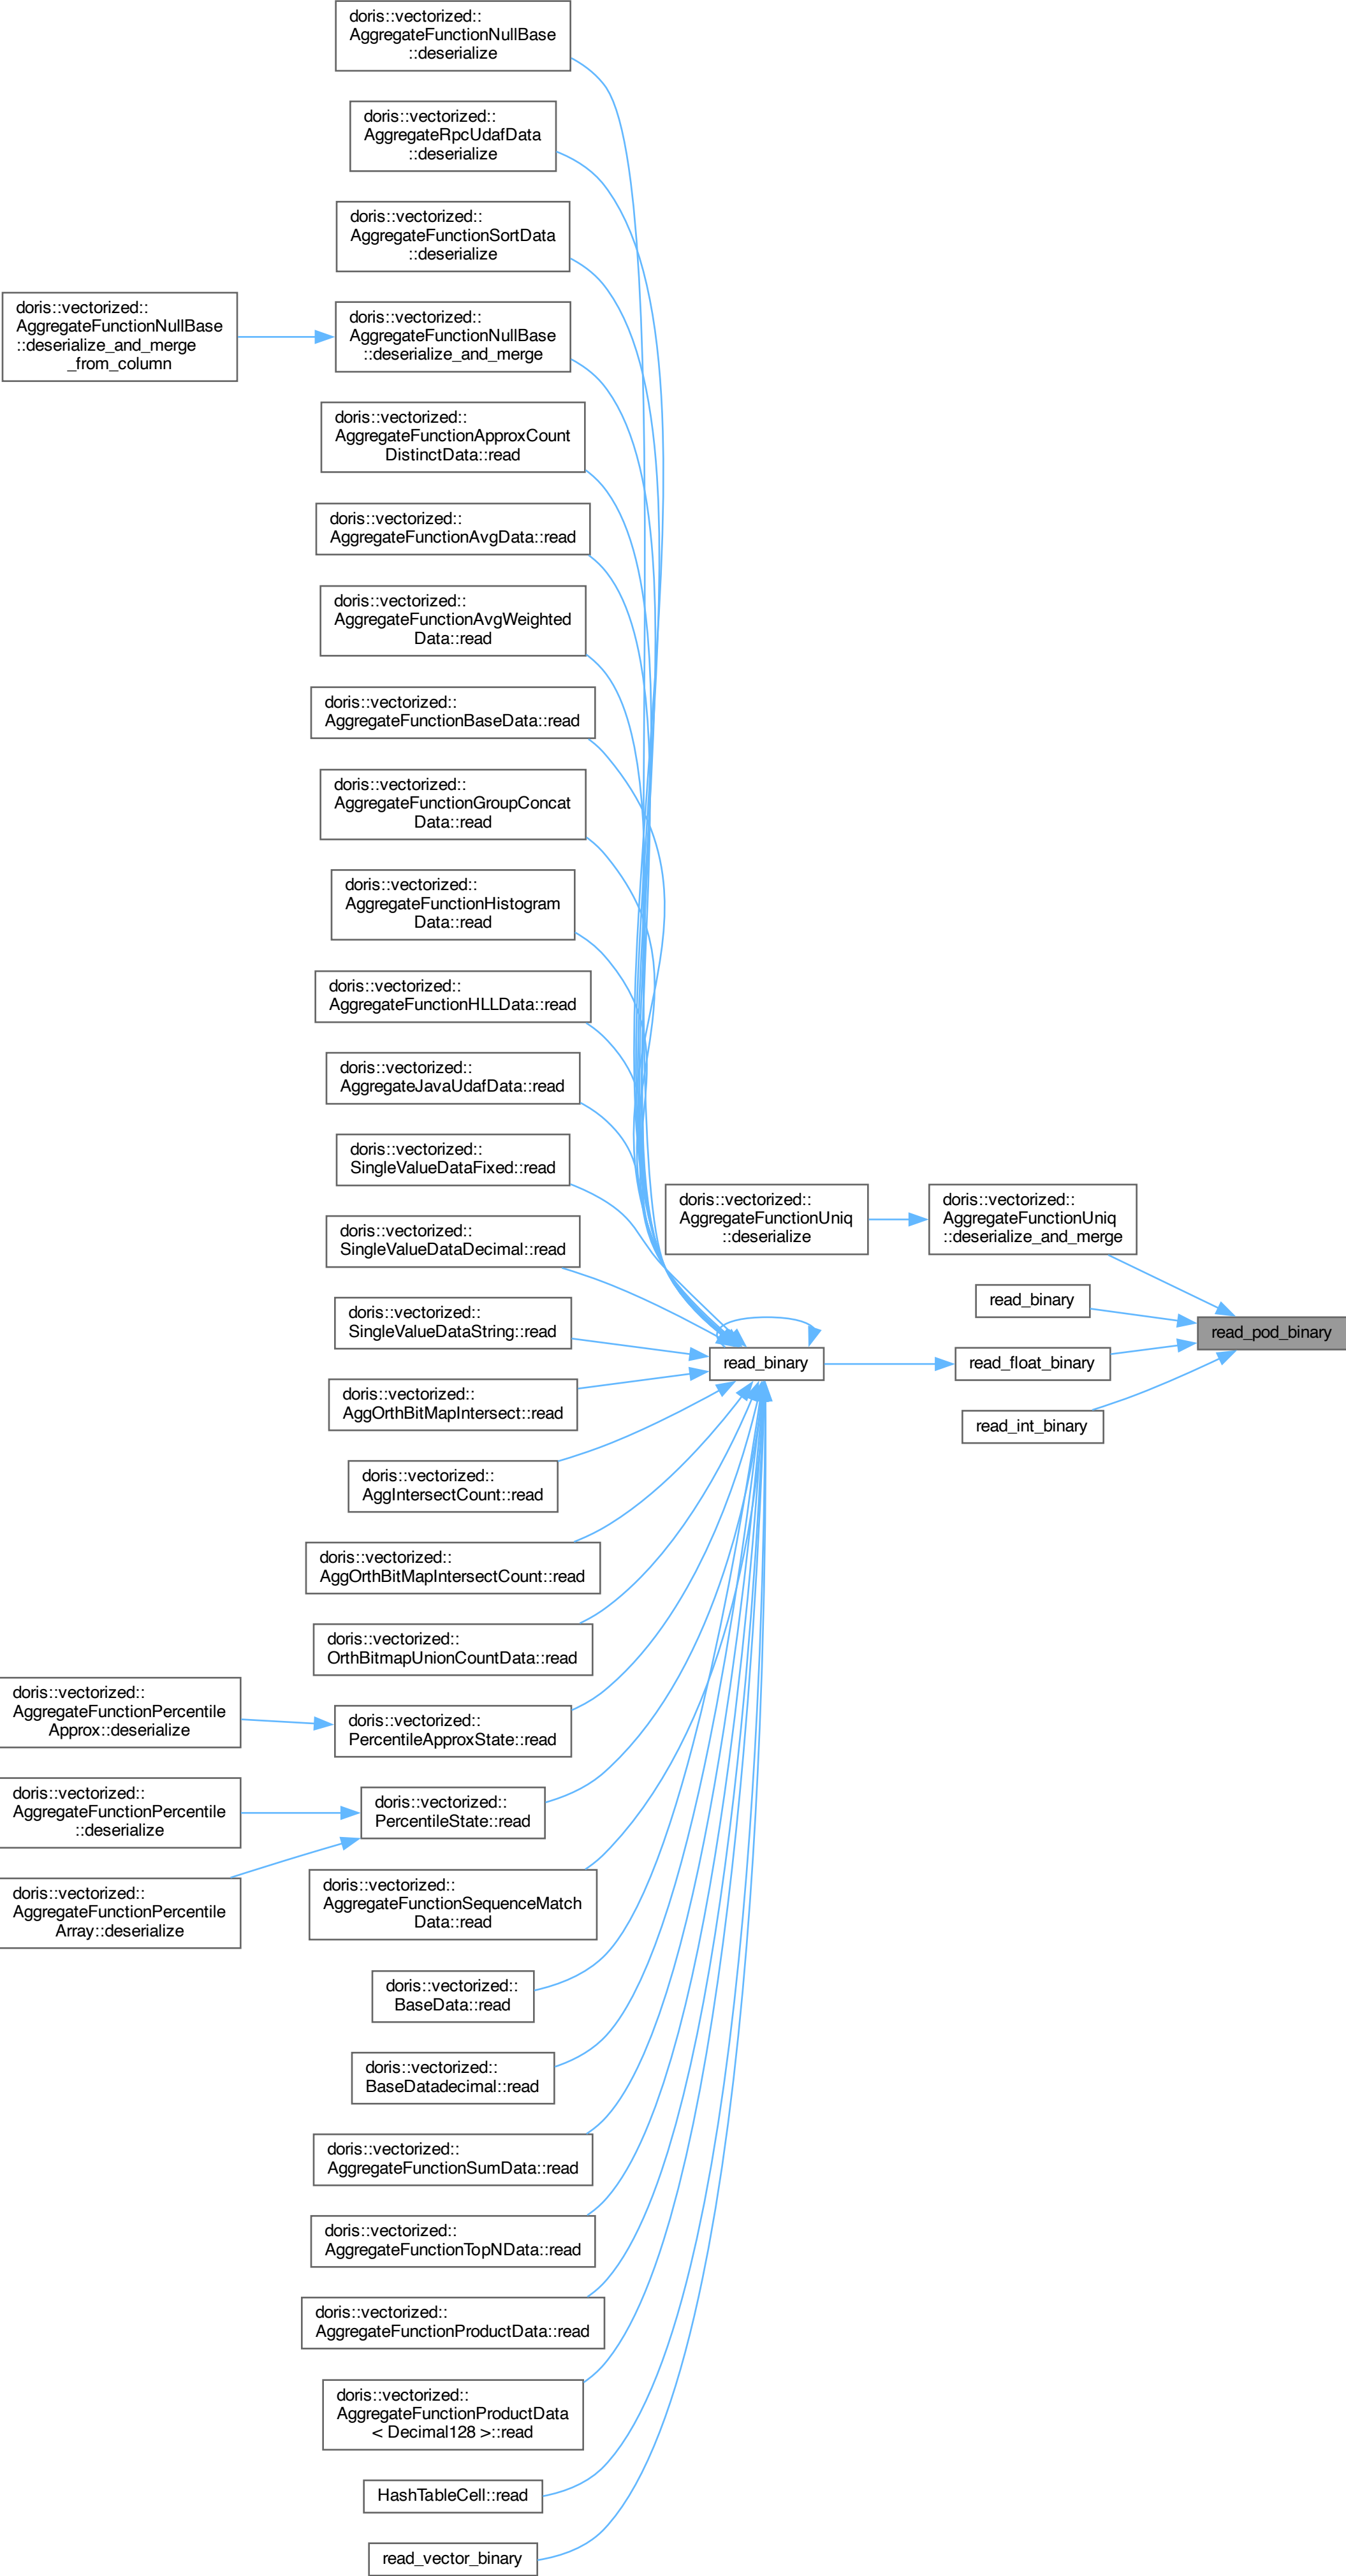 doris::vectorized::
AggregateFunctionNullBase
::deserialize
doris::vectorized::
AggregateRpcUdafData
::deserialize
doris::vectorized::
AggregateFunctionSortData
::deserialize
doris::vectorized::
AggregateFunctionNullBase
::deserialize_and_merge
_from_column
doris::vectorized::
AggregateFunctionNullBase
::deserialize_and_merge
doris::vectorized::
AggregateFunctionApproxCount
DistinctData::read
doris::vectorized::
AggregateFunctionAvgData::read
doris::vectorized::
AggregateFunctionAvgWeighted
Data::read
doris::vectorized::
AggregateFunctionBaseData::read
doris::vectorized::
AggregateFunctionGroupConcat
Data::read
doris::vectorized::
AggregateFunctionHistogram
Data::read
doris::vectorized::
AggregateFunctionHLLData::read
doris::vectorized::
AggregateJavaUdafData::read
doris::vectorized::
SingleValueDataFixed::read
doris::vectorized::
SingleValueDataDecimal::read
doris::vectorized::
SingleValueDataString::read
doris::vectorized::
AggOrthBitMapIntersect::read
doris::vectorized::
AggIntersectCount::read
doris::vectorized::
AggOrthBitMapIntersectCount::read
doris::vectorized::
OrthBitmapUnionCountData::read
doris::vectorized::
AggregateFunctionPercentile
Approx::deserialize
doris::vectorized::
PercentileApproxState::read
doris::vectorized::
AggregateFunctionPercentile
::deserialize
doris::vectorized::
PercentileState::read
doris::vectorized::
AggregateFunctionPercentile
Array::deserialize
doris::vectorized::
AggregateFunctionSequenceMatch
Data::read
doris::vectorized::
BaseData::read
doris::vectorized::
BaseDatadecimal::read
doris::vectorized::
AggregateFunctionSumData::read
doris::vectorized::
AggregateFunctionTopNData::read
doris::vectorized::
AggregateFunctionProductData::read
doris::vectorized::
AggregateFunctionProductData
< Decimal128 >::read
HashTableCell::read
read_vector_binary
doris::vectorized::
AggregateFunctionUniq
::deserialize
read_binary
doris::vectorized::
AggregateFunctionUniq
::deserialize_and_merge
read_binary
read_float_binary
read_int_binary
read_pod_binary